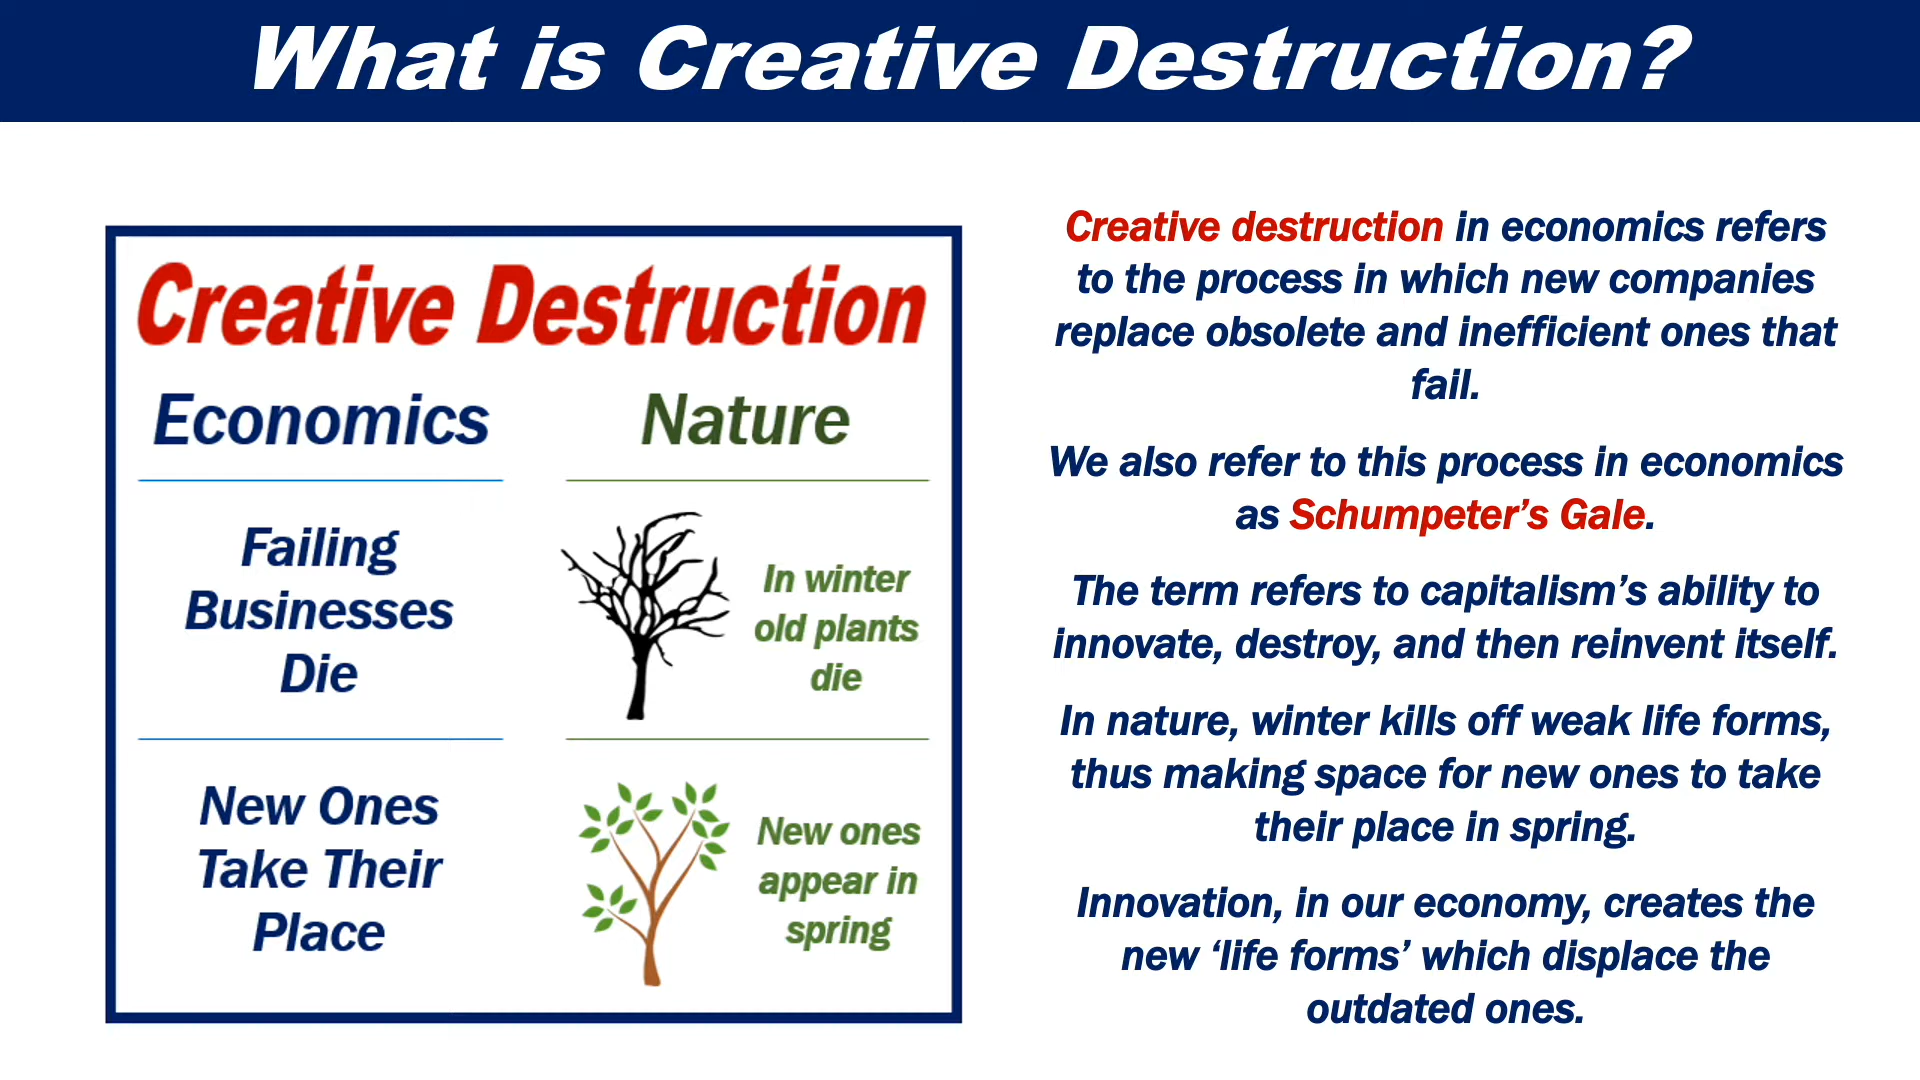 What is Creative Destruction?
Creative Destruction
Economics
Nature
Failing
Businesses
Die
In winter
old plants
die
New Ones
Take Their
Place
New ones
appear in
spring
Creative destruction in economics refers
to the process in which new companies
replace obsolete and inefficient ones that
fail.
We also refer to this process in economics
as Schumpeter’s Gale.
The term refers to capitalism’s ability to
innovate, destroy, and then reinvent itself.
In nature, winter kills off weak life forms,
thus making space for new ones to take
their place in spring.
Innovation, in our economy, creates the
new ‘life forms’ which displace the
outdated ones.